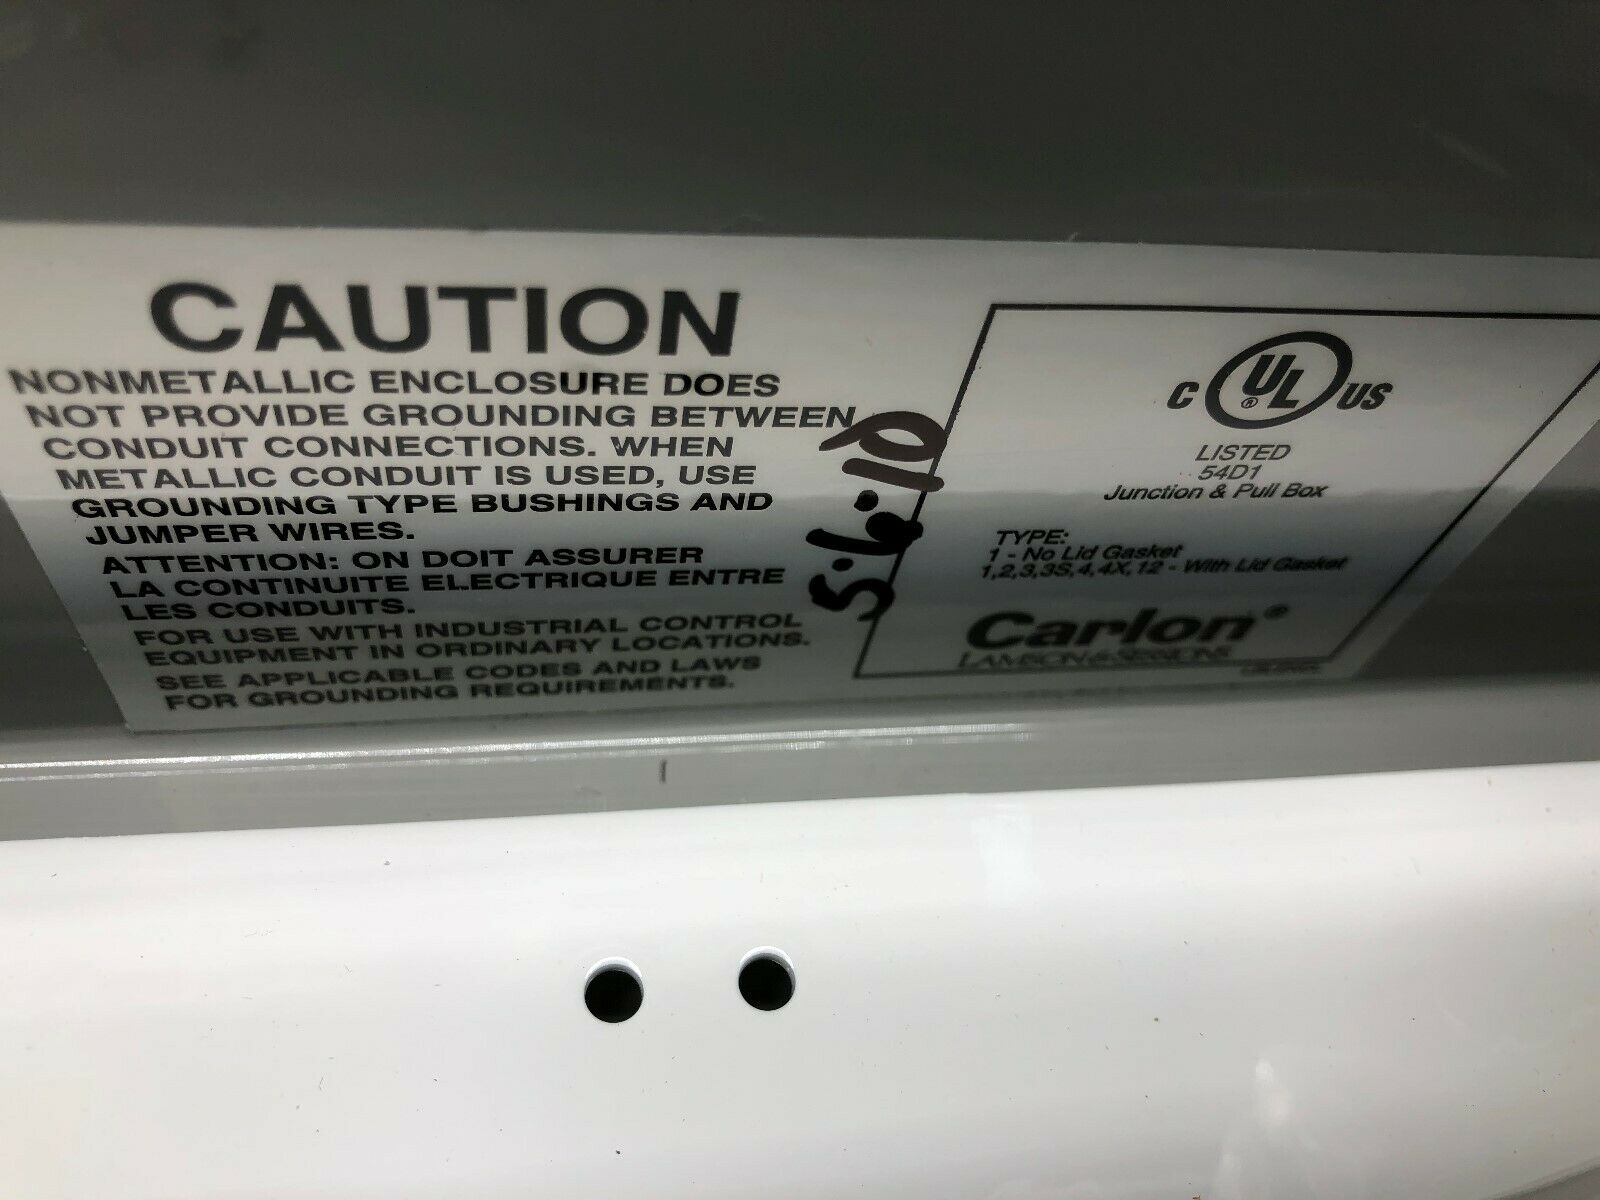 CAUTION
NONMETALLIC ENCLOSURE DOES
NOT PROVIDE GROUNDING BETWEEN
CONDUIT CONNECTIONS. WHEN
METALLIC CONDUIT IS USED, USE
GROUNDING TYPE BUSHINGS AND
JUMPER WIRES.
ATTENTION: ON DOIT ASSURER
LA CONTINUITE ELECTRIQUE ENTRE
LES CONDUITS.
FOR USE WITH INDUSTRIAL CONTROL
EQUIPMENT IN ORDINARY LOCATIONS.
SEE APPLICABLE CODES AND LAWS
FOR GROUNDING REQUIREMENTS.
5.6.10
C UL ® US
LISTED
54D1
Junction & Pull Box
TYPE:
1 - No Lid Gasket
1,2,3,3S,4,4X,12 - With Lid Gasket
Carlon®
LAMSON & SESSIONS